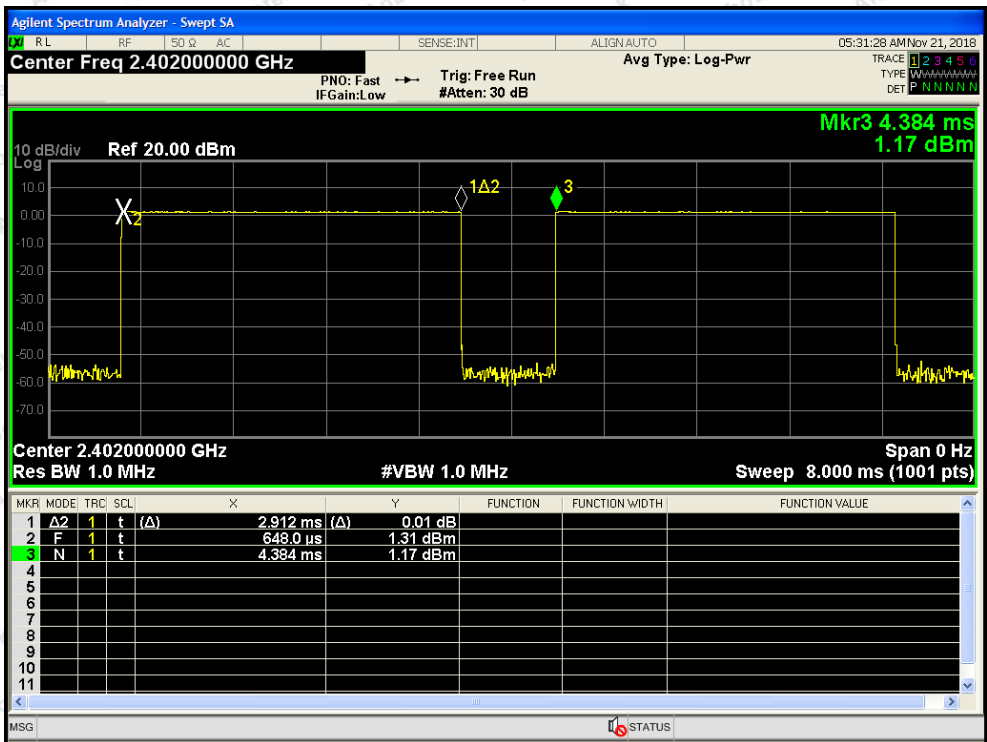 Agilent Spectrum Analyzer - Swept SA
LXI RL RF 50 Ω AC SENSE:INT ALIGN AUTO 05:31:28 AM Nov 21, 2018
Center Freq 2.402000000 GHz Avg Type: Log-Pwr TRACE 1 2 3 4 5 6
PNO: Fast Trig: Free Run TYPE WWWWWW
IFGain:Low #Atten: 30 dB DET P N N N N N
Mkr3 4.384 ms
10 dB/div Ref 20.00 dBm 1.17 dBm
Log
10.0
1Δ2
3
0.00
2
-10.0
-20.0
-30.0
-40.0
-50.0
-60.0
-70.0
Center 2.402000000 GHz Span 0 Hz
Res BW 1.0 MHz #VBW 1.0 MHz Sweep 8.000 ms (1001 pts)
MKR MODE TRC SCL X Y FUNCTION FUNCTION WIDTH FUNCTION VALUE
1 Δ2 1 t (Δ) 2.912 ms (Δ) 0.01 dB
2 F 1 t 648.0 µs 1.31 dBm
3 N 1 t 4.384 ms 1.17 dBm
4
5
6
7
8
9
10
11
MSG STATUS